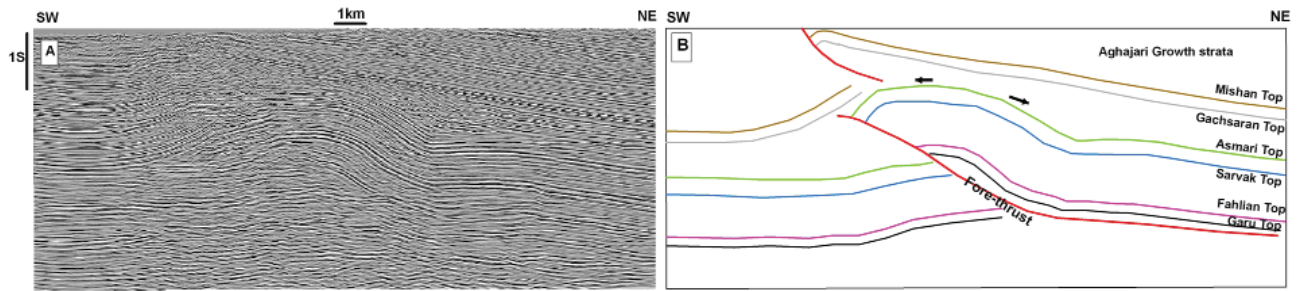 SW
1km
NE
1S
A
SW
NE
B
Aghajari Growth strata
Mishan Top
Gachsaran Top
Asmari Top
Sarvak Top
Fahlian Top
Garu Top
Fore-thrust